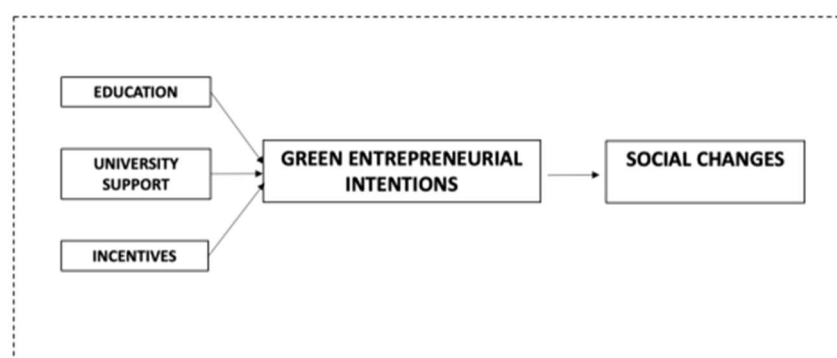 EDUCATION
UNIVERSITY
SUPPORT
INCENTIVES
GREEN ENTREPRENEURIAL
INTENTIONS
SOCIAL CHANGES